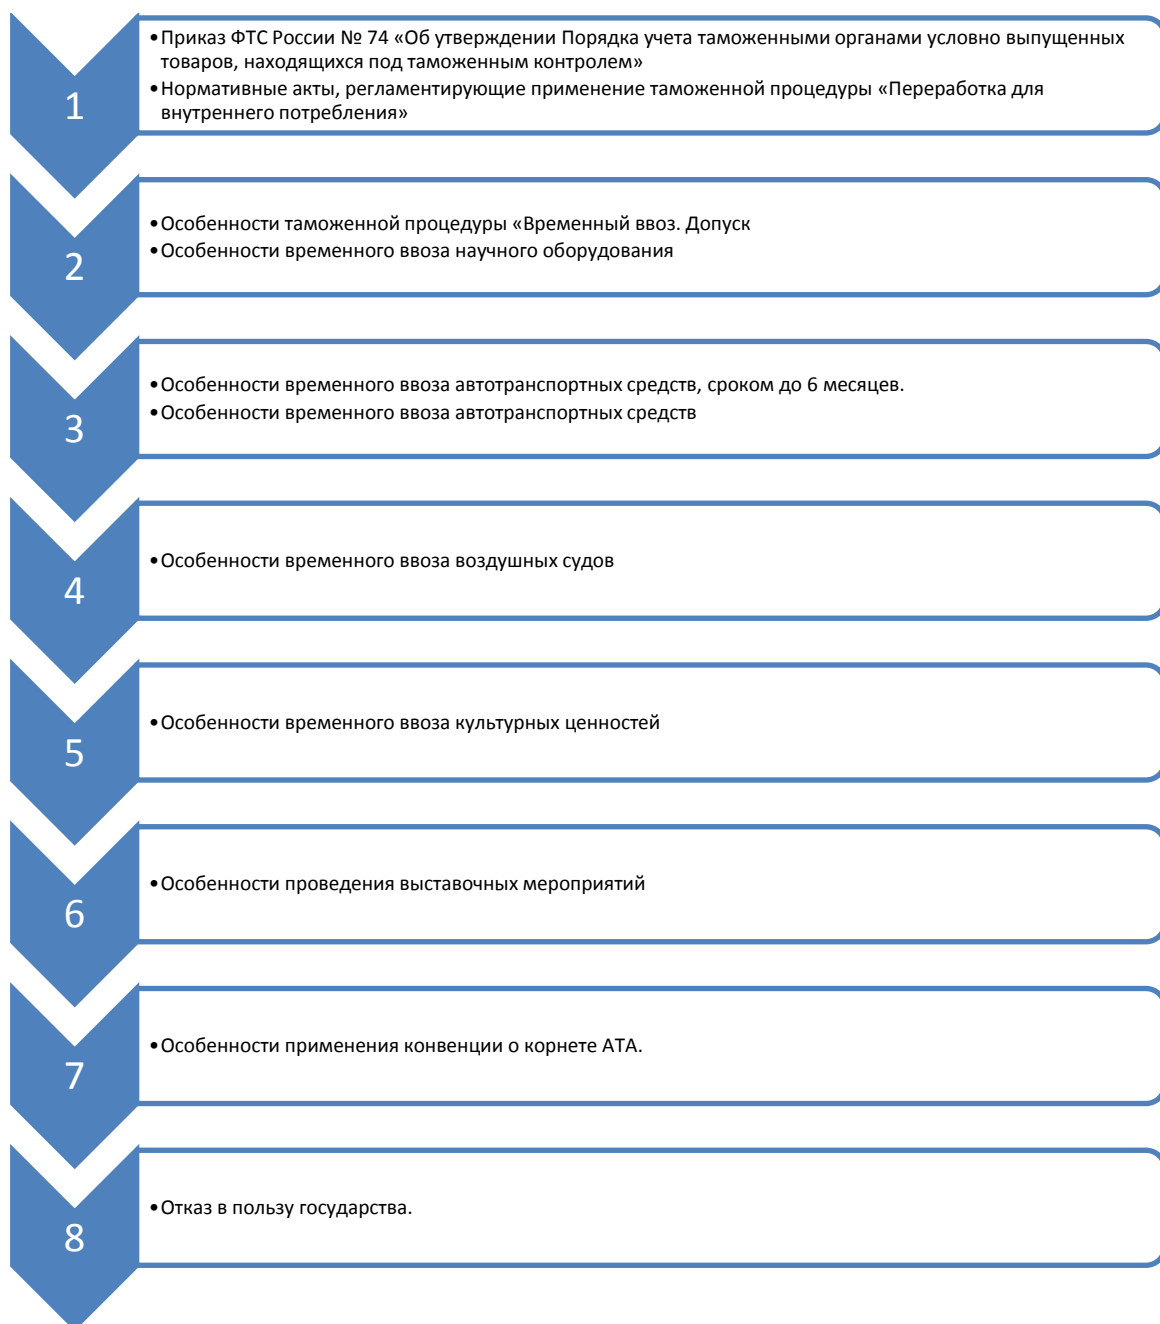 1
•Приказ ФТС России № 74 «Об утверждении Порядка учета таможенными органами условно выпущенных
товаров, находящихся под таможенным контролем»
•Нормативные акты, регламентирующие применение таможенной процедуры «Переработка для
внутреннего потребления»
2
•Особенности таможенной процедуры «Временный ввоз. Допуск
•Особенности временного ввоза научного оборудования
3
•Особенности временного ввоза автотранспортных средств, сроком до 6 месяцев.
•Особенности временного ввоза автотранспортных средств
4
•Особенности временного ввоза воздушных судов
5
•Особенности временного ввоза культурных ценностей
6
•Особенности проведения выставочных мероприятий
7
•Особенности применения конвенции о корнете АТА.
8
•Отказ в пользу государства.